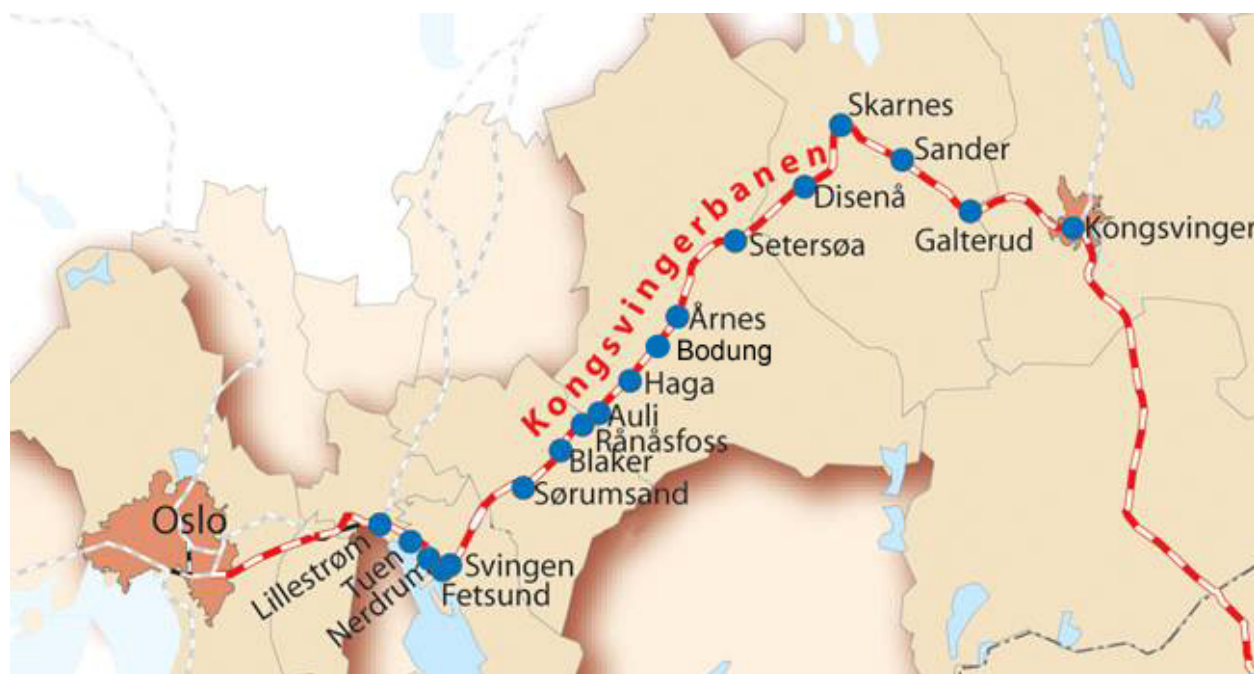 Skarnes
Sander
Kongsvingerbanen
Disenå
Galterud
Kongsvinger
Setersøa
Årnes
Bodung
Haga
Auli
Rånåsfoss
Blaker
Sørumsand
Oslo
Lillestrøm
Tuen
Nerdrum
Svingen
Fetsund